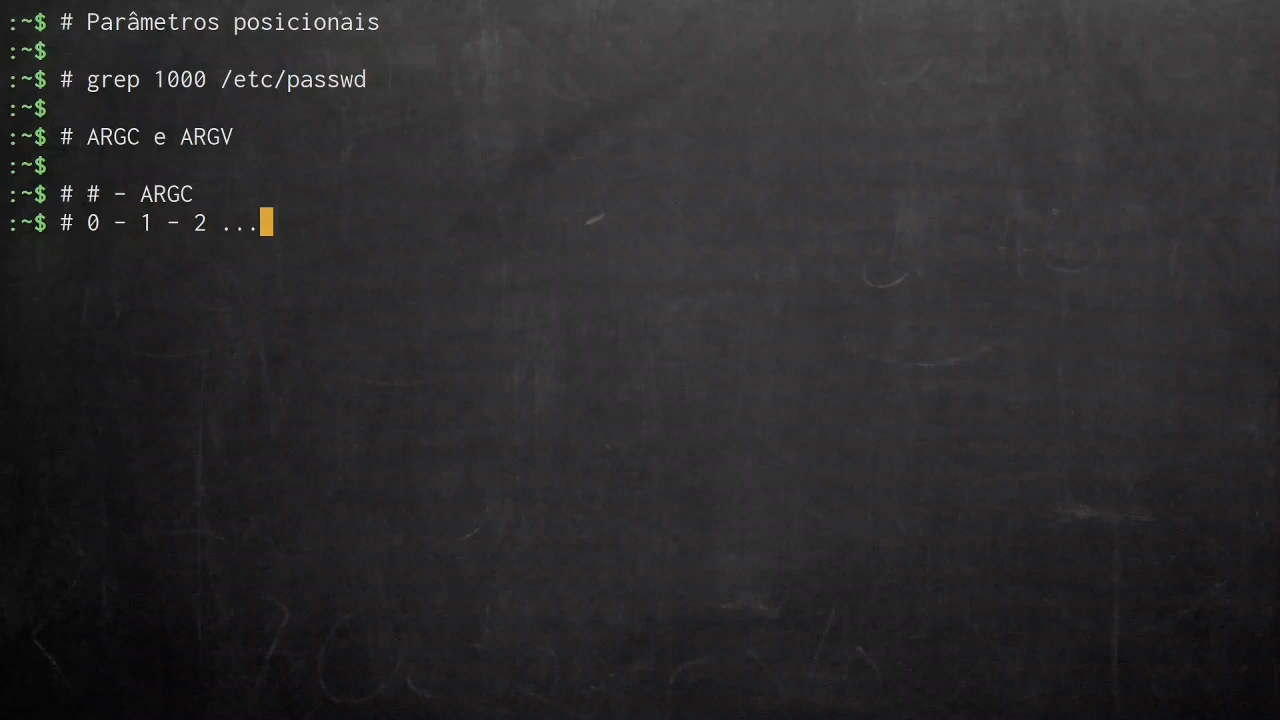 :~$ # Parâmetros posicionais
:~$
:~$ # grep 1000 /etc/passwd
:~$
:~$ # ARGC e ARGV
:~$
:~$ # # - ARGC
:~$ # 0 - 1 - 2 ...